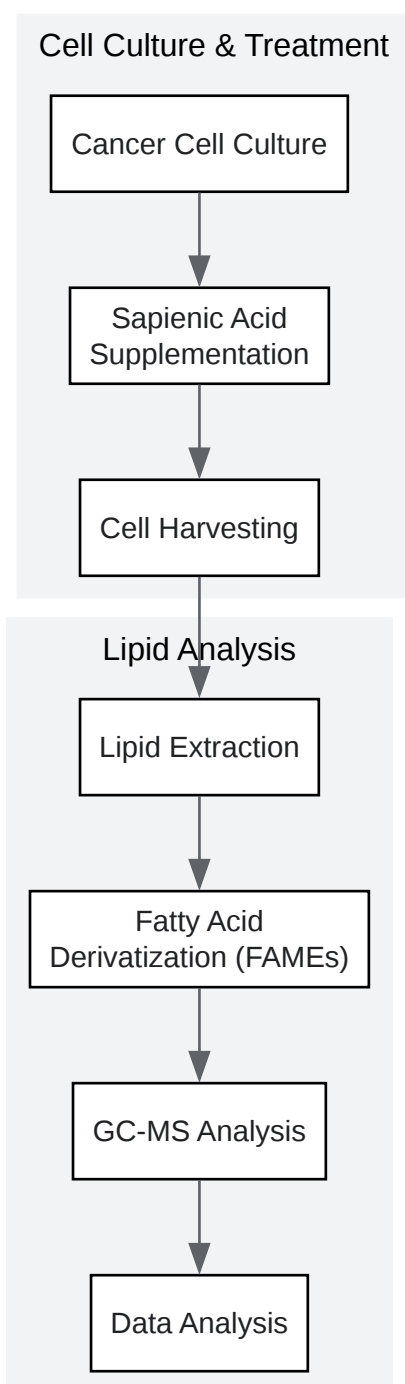 Cell Culture & Treatment
Cancer Cell Culture
Sapienic Acid
Supplementation
Cell Harvesting
Lipid Analysis
Lipid Extraction
Fatty Acid
Derivatization (FAMEs)
GC-MS Analysis
Data Analysis